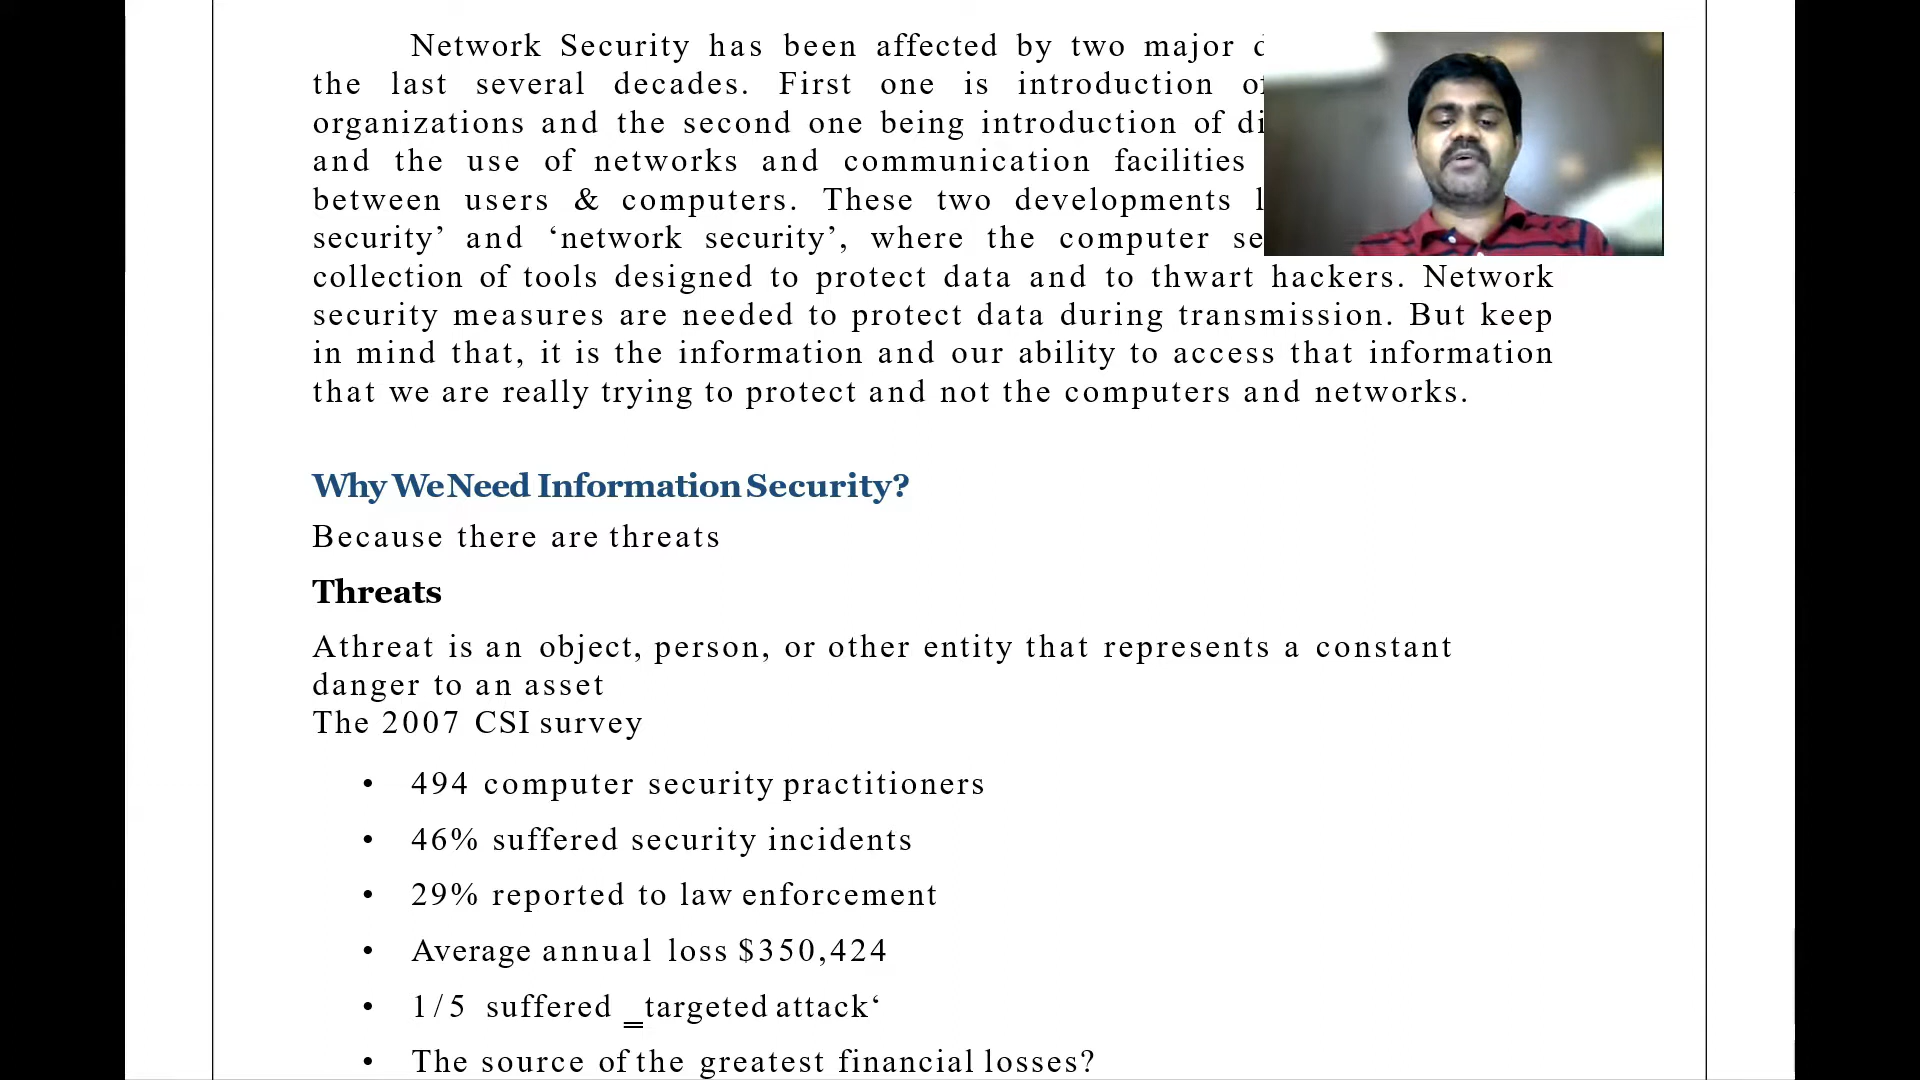 Network Security has been affected by two major
the last several decades. First one is introduction
organizations and the second one being introduction of
and the use of networks and communication facilities
between users & computers. These two developments
security’ and ‘network security’, where the computer
collection of tools designed to protect data and to thwart hackers. Network
security measures are needed to protect data during transmission. But keep
in mind that, it is the information and our ability to access that information
that we are really trying to protect and not the computers and networks.
Why We Need Information Security?
Because there are threats
Threats
Athreat is an object, person, or other entity that represents a constant
danger to an asset
The 2007 CSI survey
• 494 computer security practitioners
• 46% suffered security incidents
• 29% reported to law enforcement
• Average annual loss $350,424
• 1/5 suffered ‗targeted attack‘
• The source of the greatest financial losses?